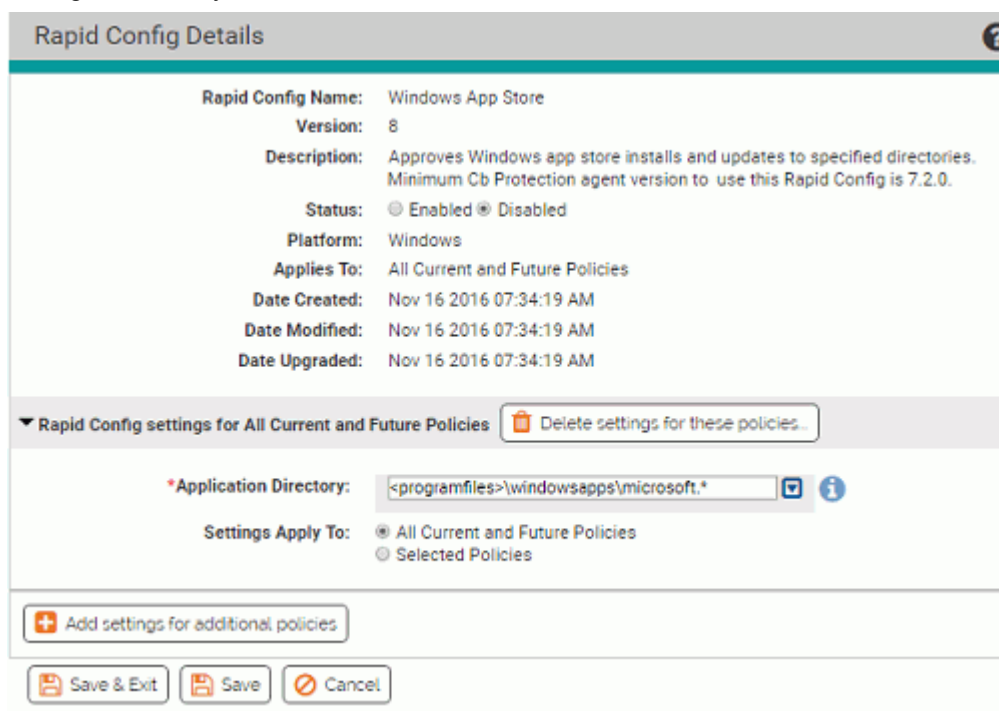 Rapid Config Details
Rapid Config Name: Windows App Store
Version: 8
Description: Approves Windows app store installs and updates to specified directories.
Minimum Cb Protection agent version to use this Rapid Config is 7.2.0.
Status: Enabled Disabled
Platform: Windows
Applies To: All Current and Future Policies
Date Created: Nov 16 2016 07:34:19 AM
Date Modified: Nov 16 2016 07:34:19 AM
Date Upgraded: Nov 16 2016 07:34:19 AM
Rapid Config settings for All Current and Future Policies Delete settings for these policies...
*Application Directory: <programfiles>\windowsapps\microsoft.*
Settings Apply To: All Current and Future Policies
Selected Policies
Add settings for additional policies
Save & Exit Save Cancel